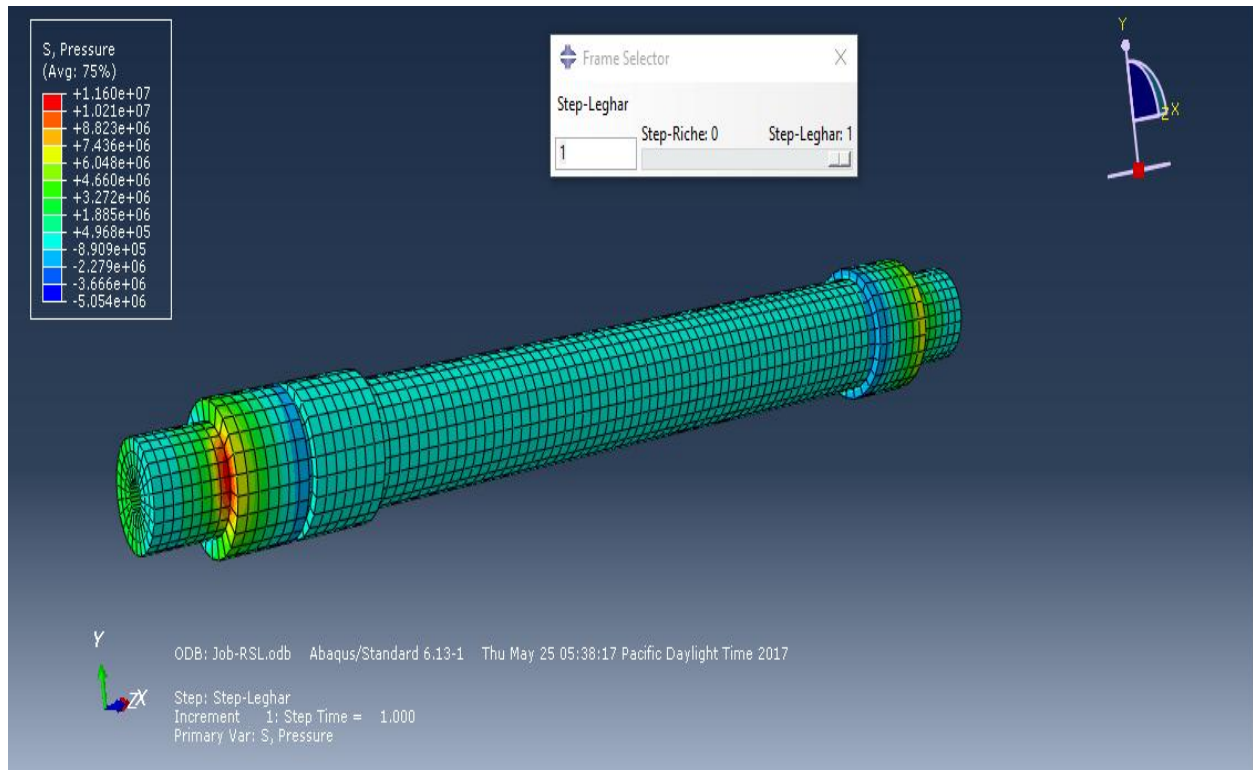 S, Pressure
(Avg: 75%)
+1.160e+07
+1.021e+07
+8.823e+06
+7.436e+06
+6.048e+06
+4.660e+06
+3.272e+06
+1.885e+06
+4.968e+05
-8.909e+05
-2.279e+06
-3.666e+06
-5.054e+06
Frame Selector
Step-Leghar
Step-Riche: 0 Step-Leghar: 1
1
Y
Z X
Y
Z X
ODB: Job-RSL.odb Abaqus/Standard 6.13-1 Thu May 25 05:38:17 Pacific Daylight Time 2017
Step: Step-Leghar
Increment 1: Step Time = 1.000
Primary Var: S, Pressure